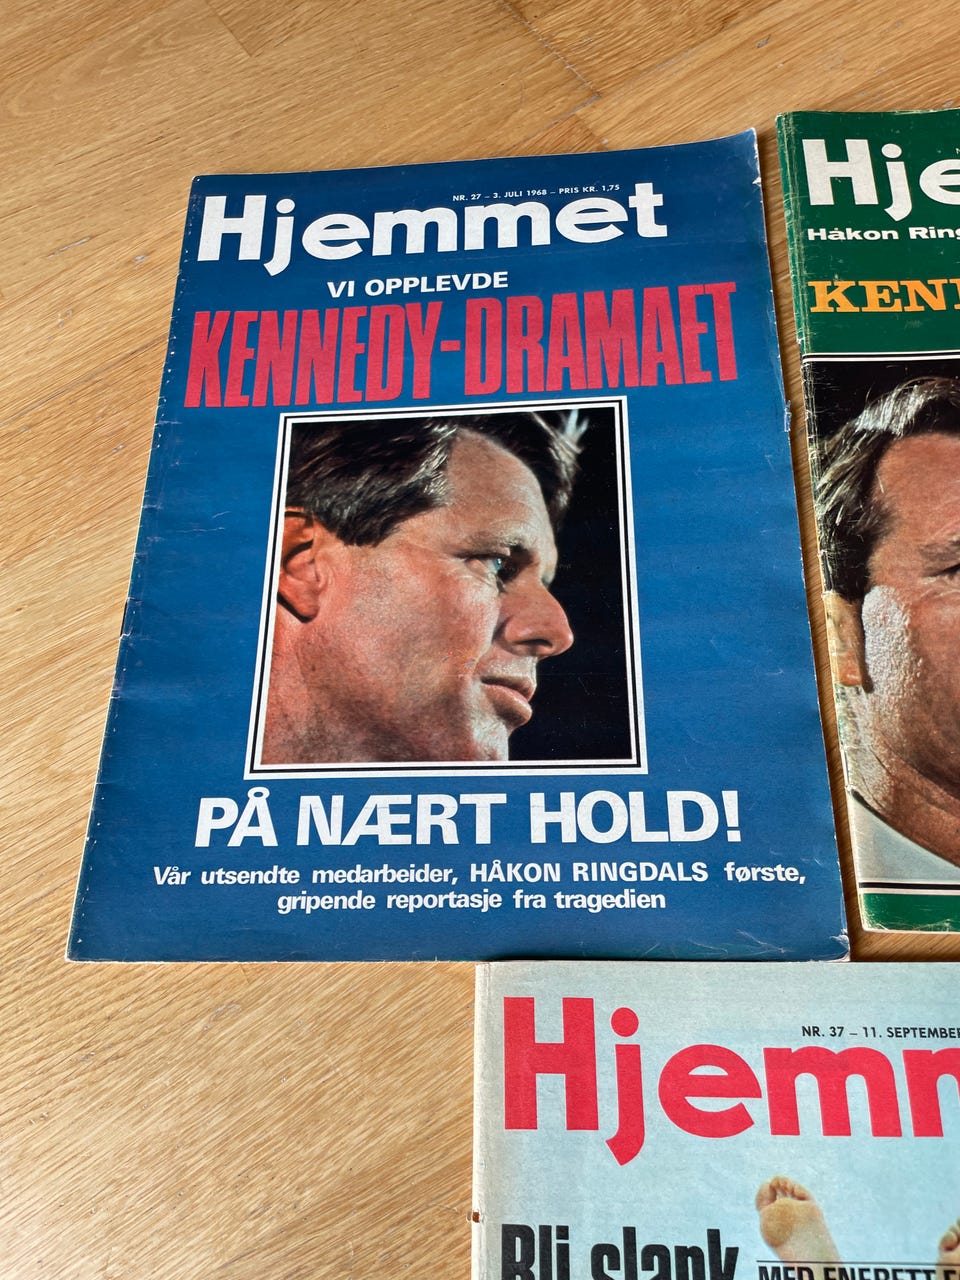 NR. 27 – 3. JULI 1968 – PRIS KR. 1,75
Hjemmet
VI OPPLEVDE
KENNEDY-DRAMAET
PÅ NÆRT HOLD!
Vår utsendte medarbeider, HÅKON RINGDALS første,
gripende reportasje fra tragedien
Hje
Håkon Ring
KEN
NR. 37 – 11. SEPTEMBER
Hjem
Bli slank
MED ENERETT